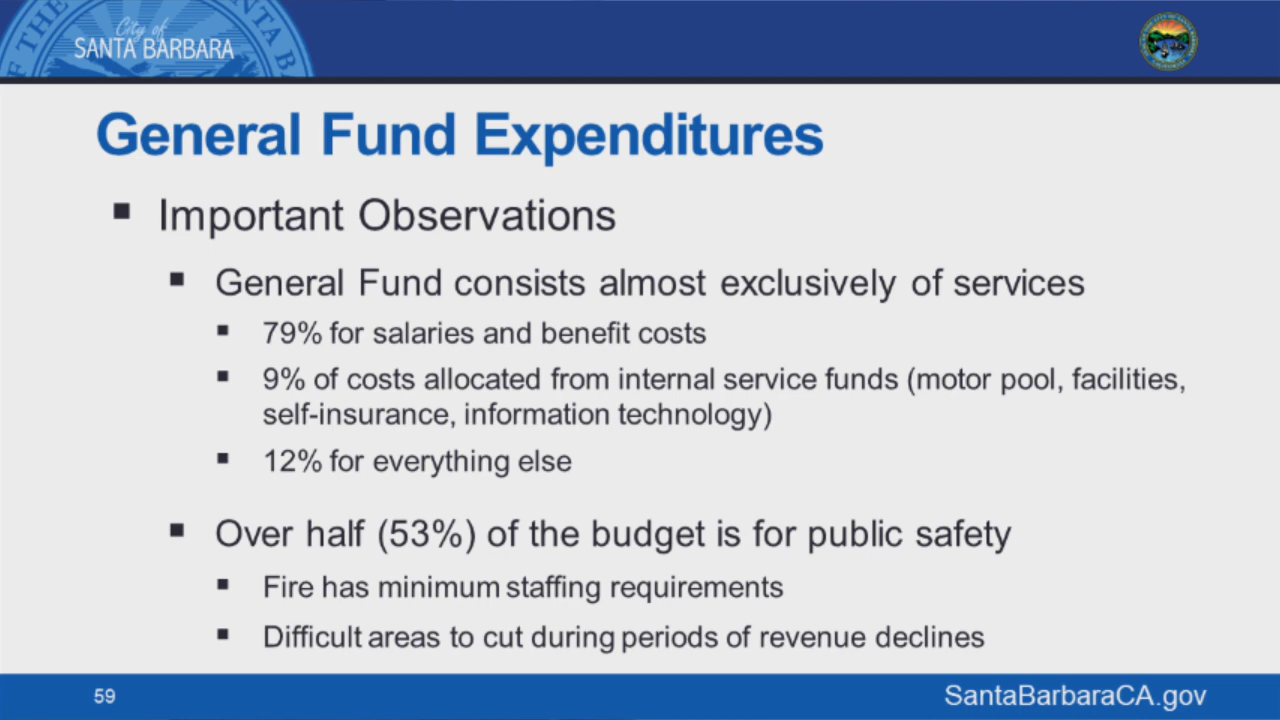 City of
SANTA BARBARA
General Fund Expenditures
▪ Important Observations
▪ General Fund consists almost exclusively of services
▪ 79% for salaries and benefit costs
▪ 9% of costs allocated from internal service funds (motor pool, facilities,
self-insurance, information technology)
▪ 12% for everything else
▪ Over half (53%) of the budget is for public safety
▪ Fire has minimum staffing requirements
▪ Difficult areas to cut during periods of revenue declines
59
SantaBarbaraCA.gov